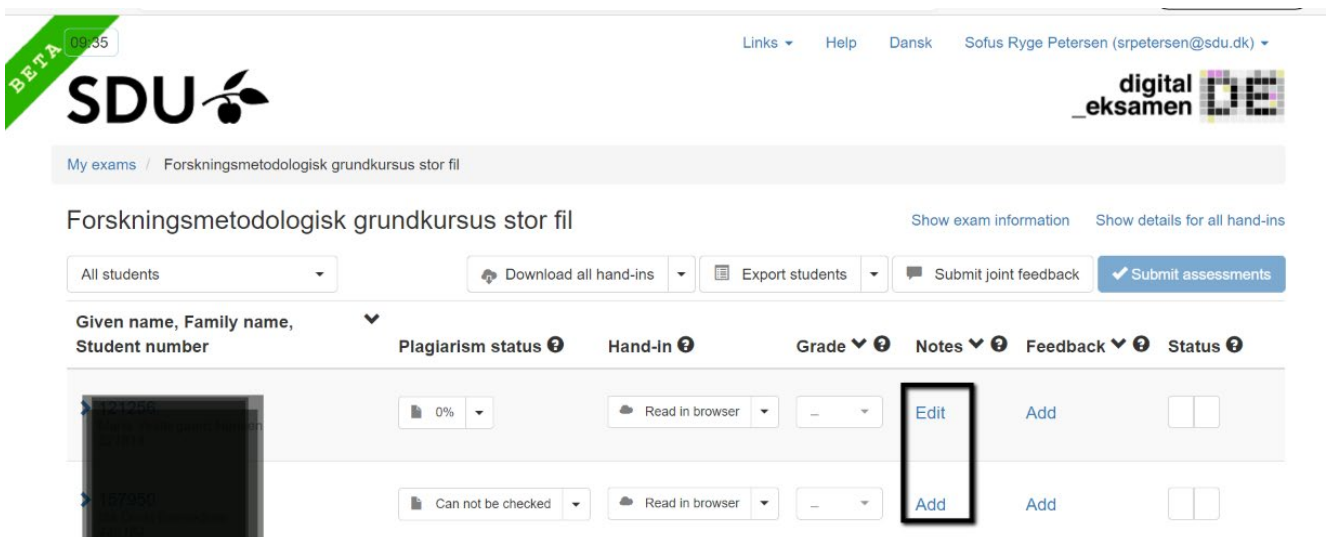 BETA
09:35
Links Help Dansk Sofus Ryge Petersen (srpetersen@sdu.dk)
SDU
digital
_eksamen DE
My exams / Forskningsmetodologisk grundkursus stor fil
Forskningsmetodologisk grundkursus stor fil
Show exam information Show details for all hand-ins
All students
Download all hand-ins Export students Submit joint feedback Submit assessments
Given name, Family name,
Student number
Plagiarism status Hand-in Grade Notes Feedback Status
0% Read in browser _ Edit Add
Can not be checked Read in browser _ Add Add